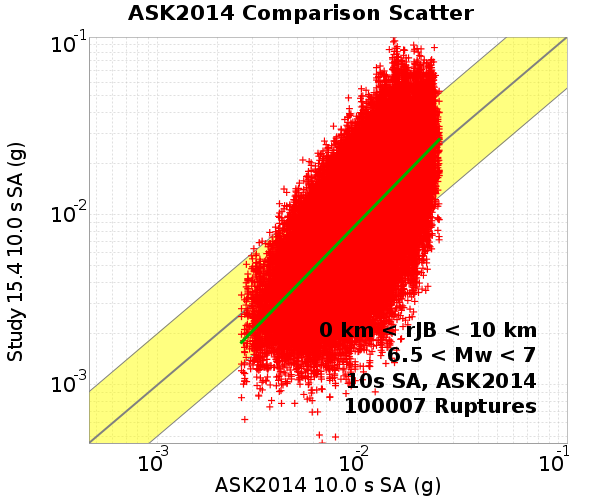 ASK2014 Comparison Scatter
10-1
10-2
10-3
Study 15.4 10.0 s SA (g)
0 km < rJB < 10 km
6.5 < Mw < 7
10s SA, ASK2014
100007 Ruptures
10-3 10-2 10-1
ASK2014 10.0 s SA (g)